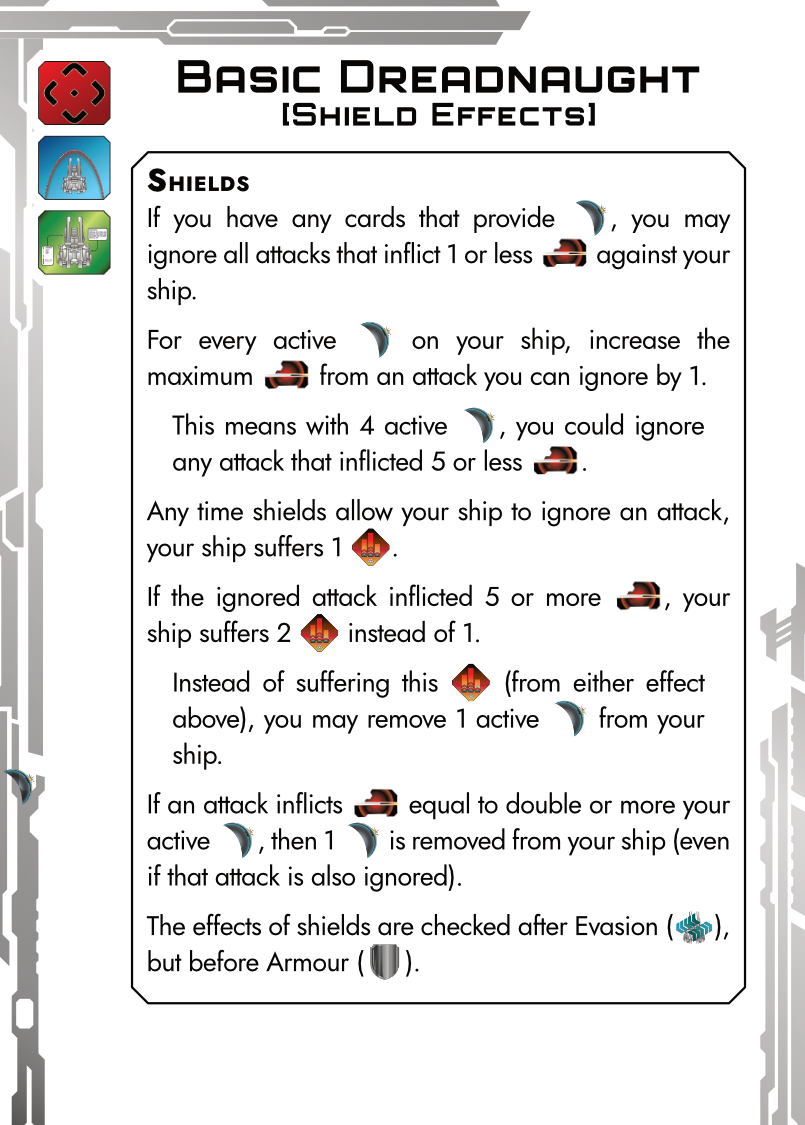 Basic Dreadnaught
[Shield Effects]
Shields
If you have any cards that provide , you may
ignore all attacks that inflict 1 or less against your
ship.
For every active on your ship, increase the
maximum from an attack you can ignore by 1.
This means with 4 active , you could ignore
any attack that inflicted 5 or less .
Any time shields allow your ship to ignore an attack,
your ship suffers 1 .
If the ignored attack inflicted 5 or more , your
ship suffers 2 instead of 1.
Instead of suffering this (from either effect
above), you may remove 1 active from your
ship.
If an attack inflicts equal to double or more your
active , then 1 is removed from your ship (even
if that attack is also ignored).
The effects of shields are checked after Evasion ( ),
but before Armour ( ).